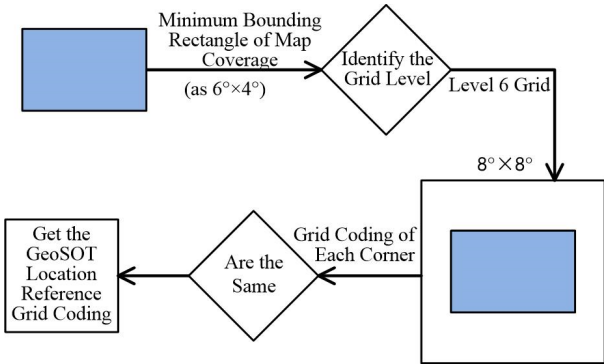 Minimum Bounding
Rectangle of Map
Coverage
(as 6°×4°)
Identify the
Grid Level
Level 6 Grid
8°×8°
Grid Coding of
Each Corner
Are the
Same
Get the
GeoSOT
Location
Reference
Grid Coding